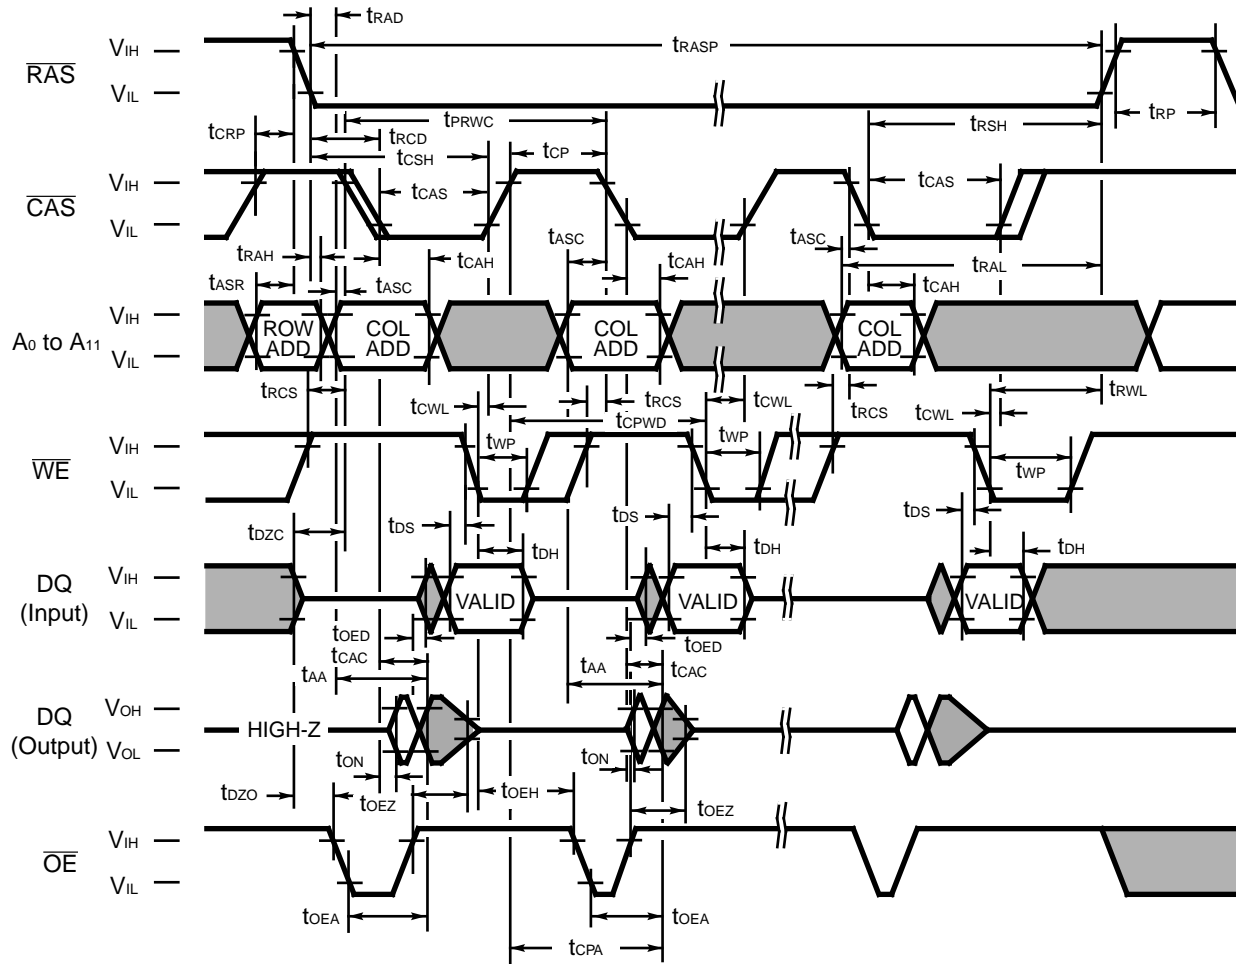 tRAD
VIH
tRASP
RAS
VIL
tCRP
tRCD
tPRWC
tRSH
tRP
tCSH
tCP
VIH
tCAS
tCAS
CAS
VIL
tRAH
tCAH
tASC
tCAH
tASC
tRAL
tASR
tASC
tCAH
VIH
ROW ADD
COL ADD
COL ADD
COL ADD
A0 to A11
VIL
tRCS
tCWL
tRCS
tCWL
tRCS
tCWL
tRWL
tCPWD
VIH
tWP
tWP
tWP
WE
VIL
tDZC
tDS
tDH
tDS
tDH
tDS
tDH
DQ
VIH
(Input)
VALID
VALID
VALID
VIL
tOED
tOED
tCAC
tCAC
tAA
tAA
DQ
VOH
HIGH-Z
(Output)
VOL
tON
tON
tDZO
tOEZ
tOEH
tOEZ
VIH
OE
VIL
tOEA
tOEA
tCPA